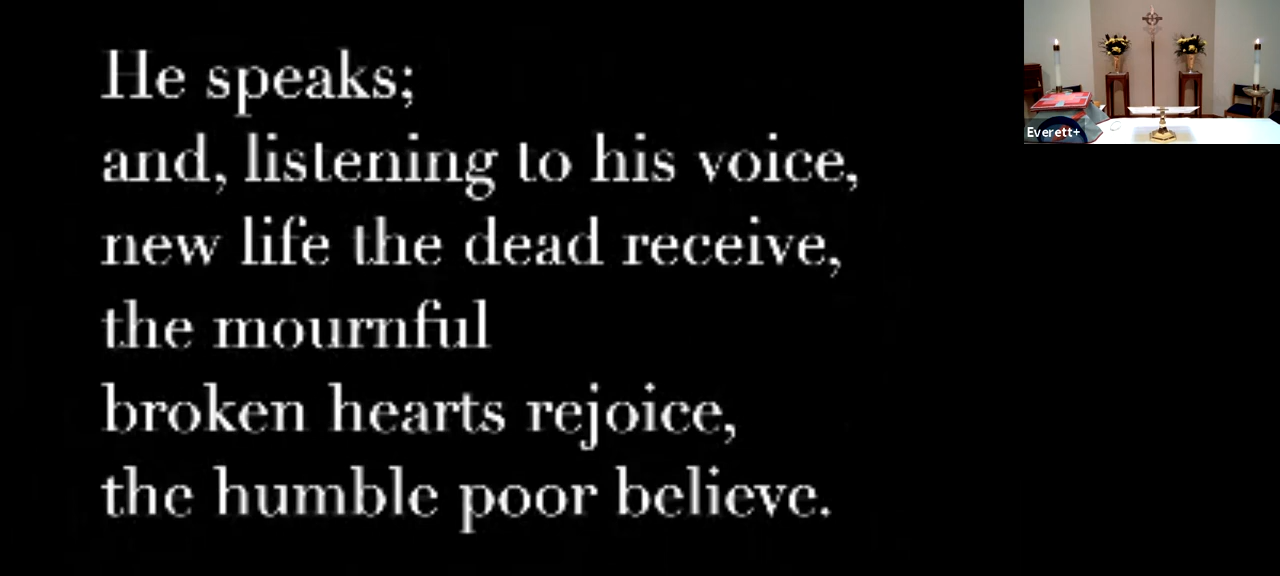 He speaks;
and, listening to his voice,
new life the dead receive,
the mournful
broken hearts rejoice,
the humble poor believe.
Everett+